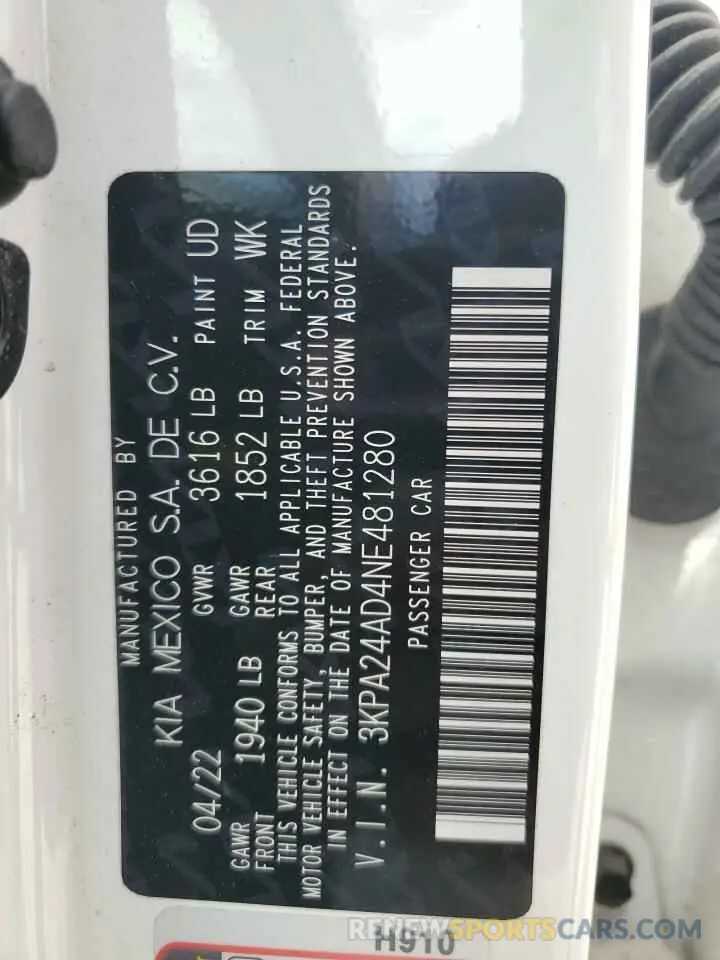 MANUFACTURED BY
KIA MEXICO S.A. DE C.V.
04/22 GVWR 3616 LB PAINT UD
GAWR FRONT 1940 LB GAWR REAR 1852 LB TRIM WK
THIS VEHICLE CONFORMS TO ALL APPLICABLE U.S.A. FEDERAL
MOTOR VEHICLE SAFETY, BUMPER, AND THEFT PREVENTION STANDARDS
IN EFFECT ON THE DATE OF MANUFACTURE SHOWN ABOVE.
V.I.N. 3KPA24AD4NE481280
PASSENGER CAR
H910
RENEWSPORTSCARS.COM